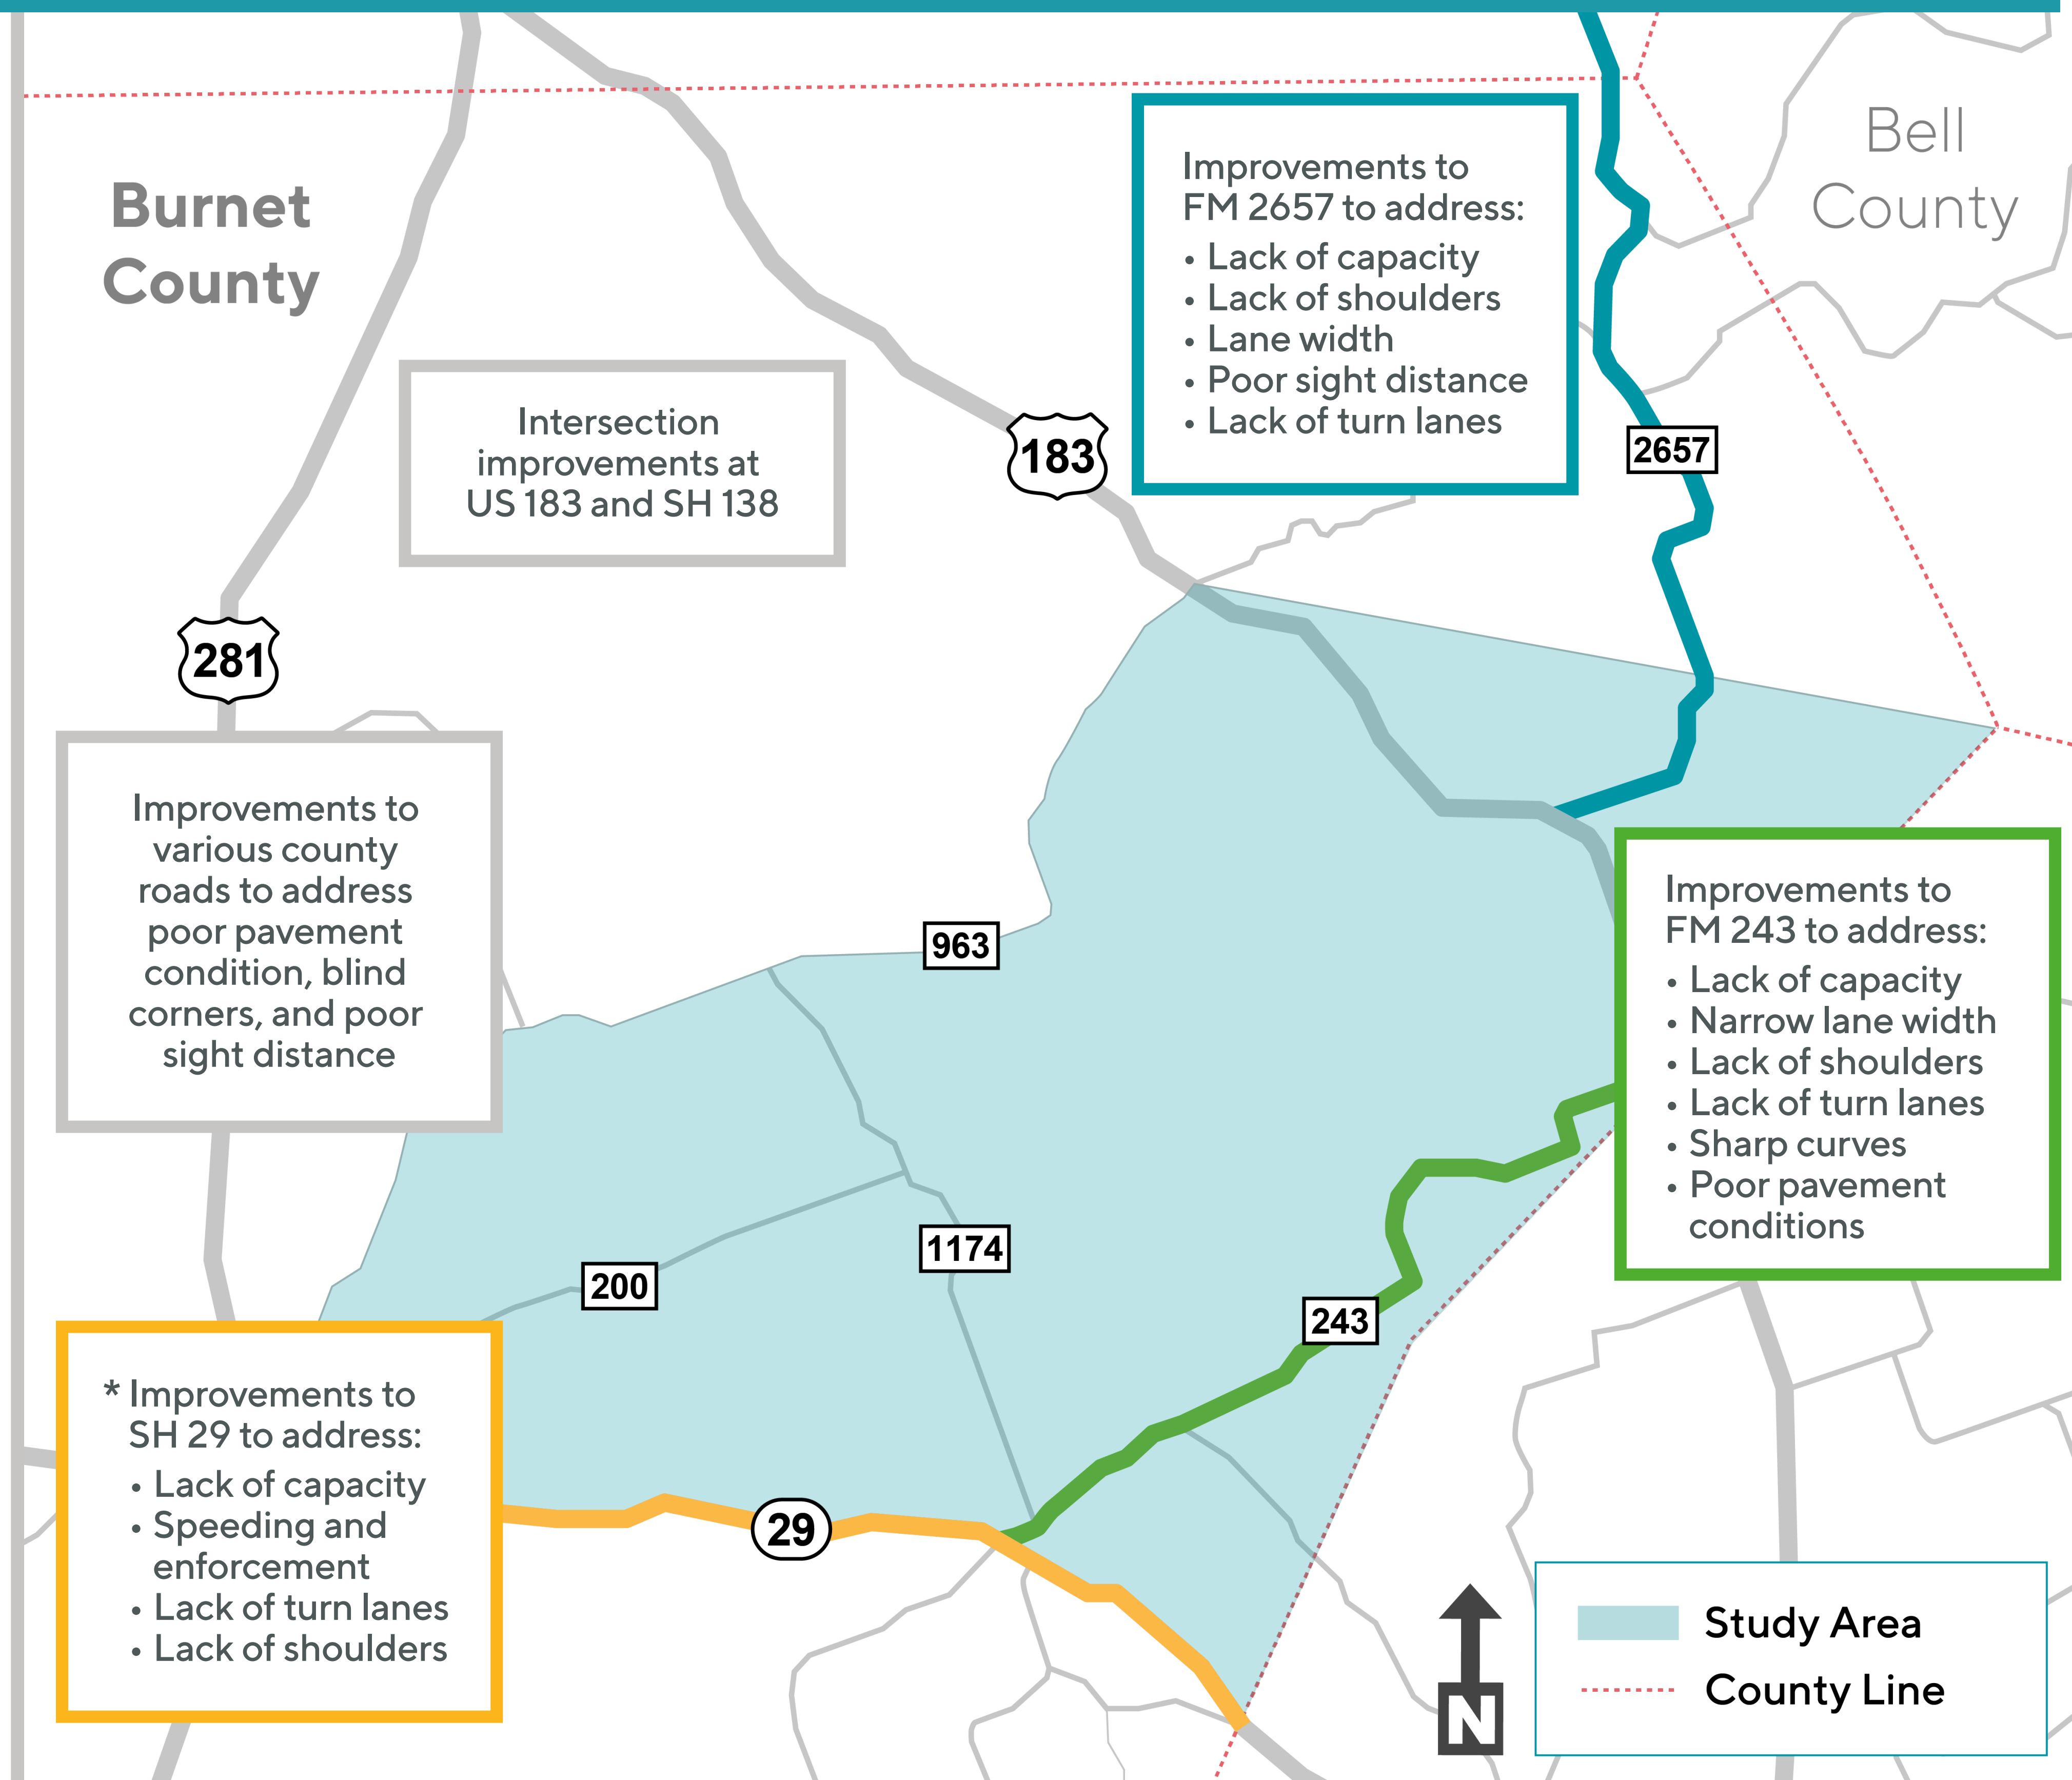 Burnet
County
Bell
County
Improvements to
FM 2657 to address:
• Lack of capacity
• Lack of shoulders
• Lane width
• Poor sight distance
• Lack of turn lanes
Intersection
improvements at
US 183 and SH 138
183
2657
281
Improvements to
various county
roads to address
poor pavement
condition, blind
corners, and poor
sight distance
963
Improvements to
FM 243 to address:
• Lack of capacity
• Narrow lane width
• Lack of shoulders
• Lack of turn lanes
• Sharp curves
• Poor pavement
conditions
1174
200
243
* Improvements to
SH 29 to address:
• Lack of capacity
• Speeding and
enforcement
• Lack of turn lanes
• Lack of shoulders
29
N
Study Area
County Line